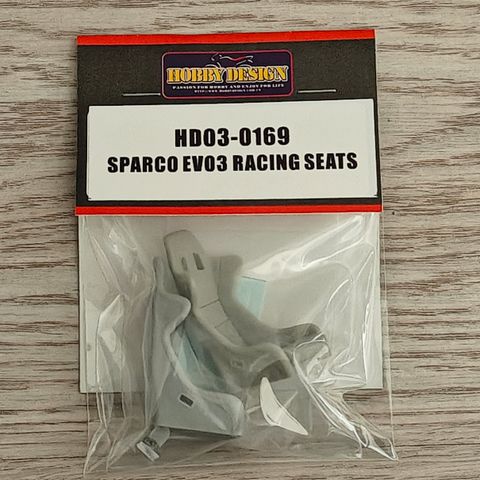 HOBBY DESIGN
PASSION FOR HOBBY AND ENJOY FOR LIFE
HD03-0169
SPARCO EVO3 RACING SEATS